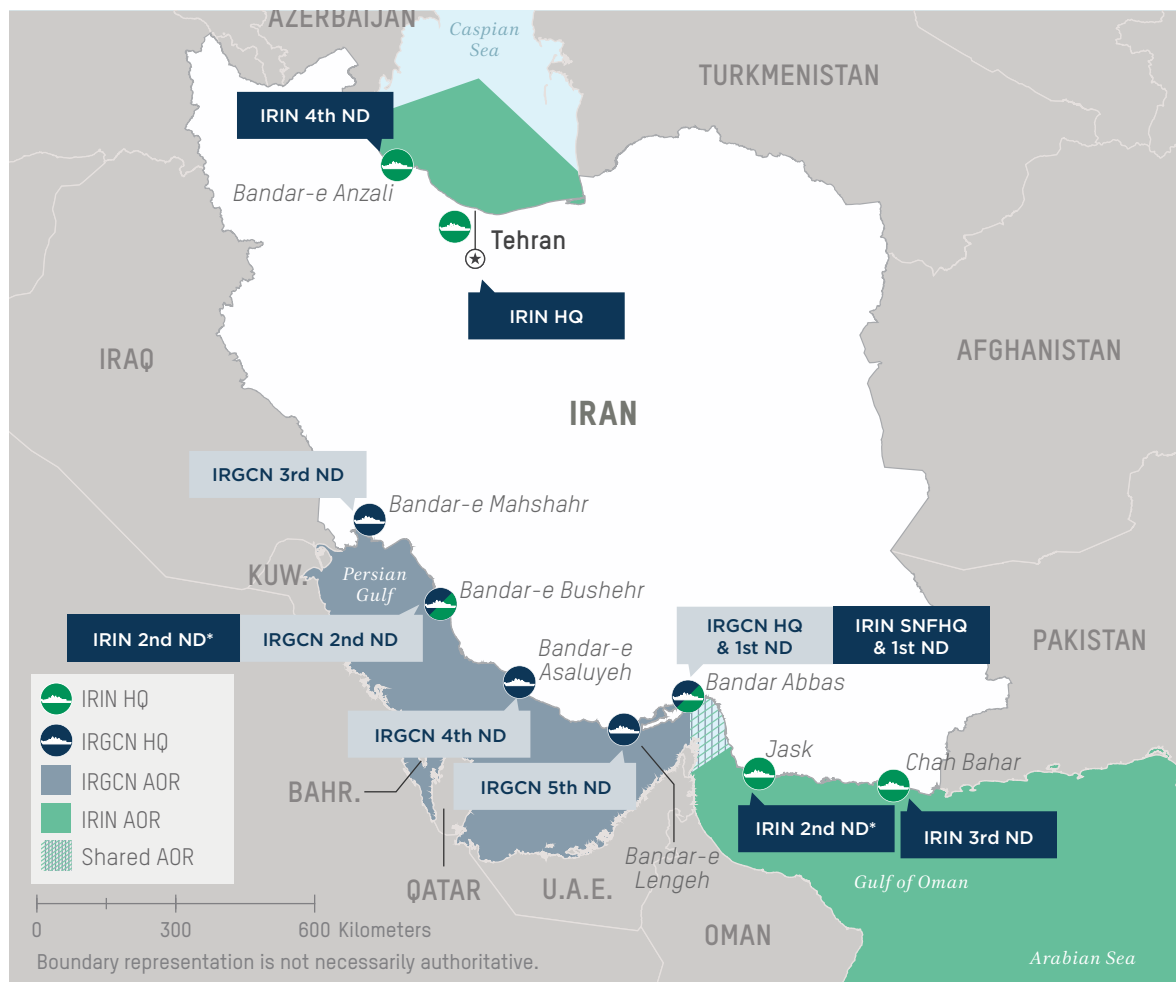 AZERBAIJAN
Caspian
Sea
TURKMENISTAN
IRIN 4th ND
Bandar-e Anzali
Tehran
IRIN HQ
IRAQ
AFGHANISTAN
IRAN
IRGCN 3rd ND
Bandar-e Mahshahr
KUW.
Persian
Gulf
Bandar-e Bushehr
IRIN 2nd ND*
IRGCN 2nd ND
IRGCN HQ
& 1st ND
IRIN SNFHQ
& 1st ND
PAKISTAN
Bandar-e
Asaluyeh
Bandar Abbas
IRGCN 4th ND
Jask
Chah Bahar
IRGCN 5th ND
BAHR.
IRIN 2nd ND*
IRIN 3rd ND
Bandar-e
Lengeh
QATAR
U.A.E.
Gulf of Oman
OMAN
Arabian Sea
IRIN HQ
IRGCN HQ
IRGCN AOR
IRIN AOR
Shared AOR
0 300 600 Kilometers
Boundary representation is not necessarily authoritative.